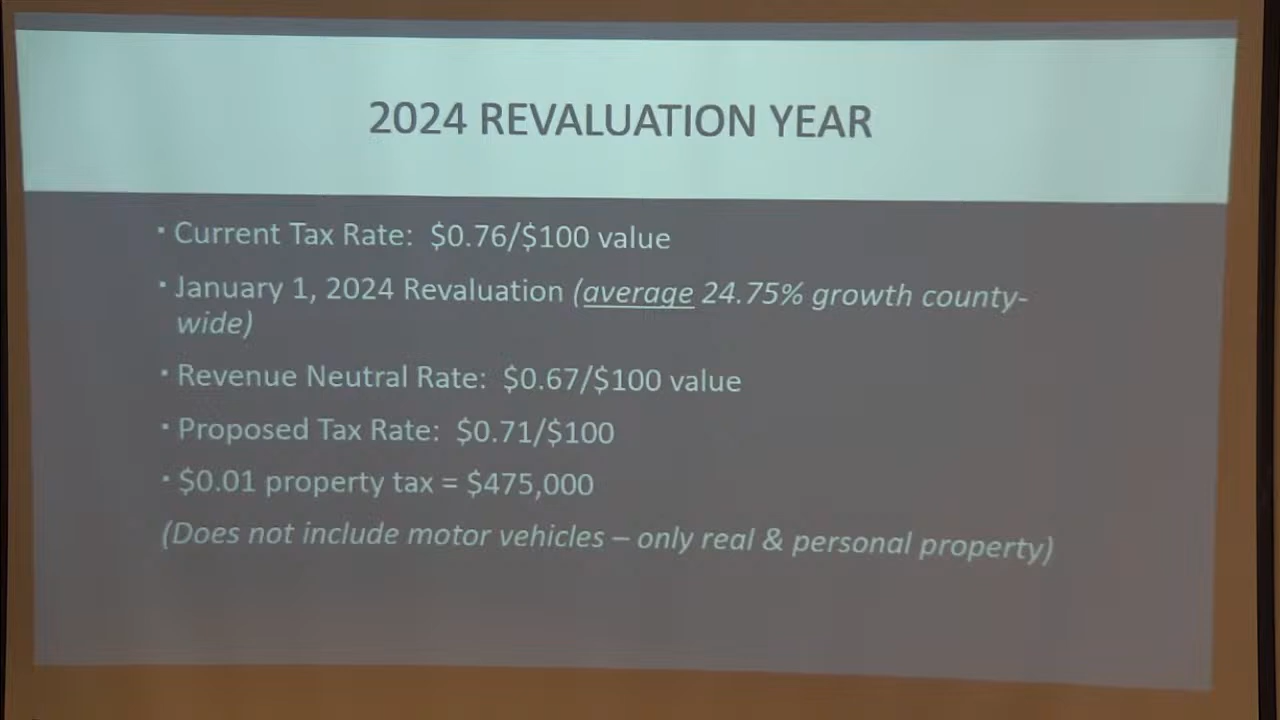 2024 REVALUATION YEAR
▪ Current Tax Rate: $0.76/$100 value
▪ January 1, 2024 Revaluation (average 24.75% growth county-
wide)
▪ Revenue Neutral Rate: $0.67/$100 value
▪ Proposed Tax Rate: $0.71/$100
▪ $0.01 property tax = $475,000
(Does not include motor vehicles – only real & personal property)